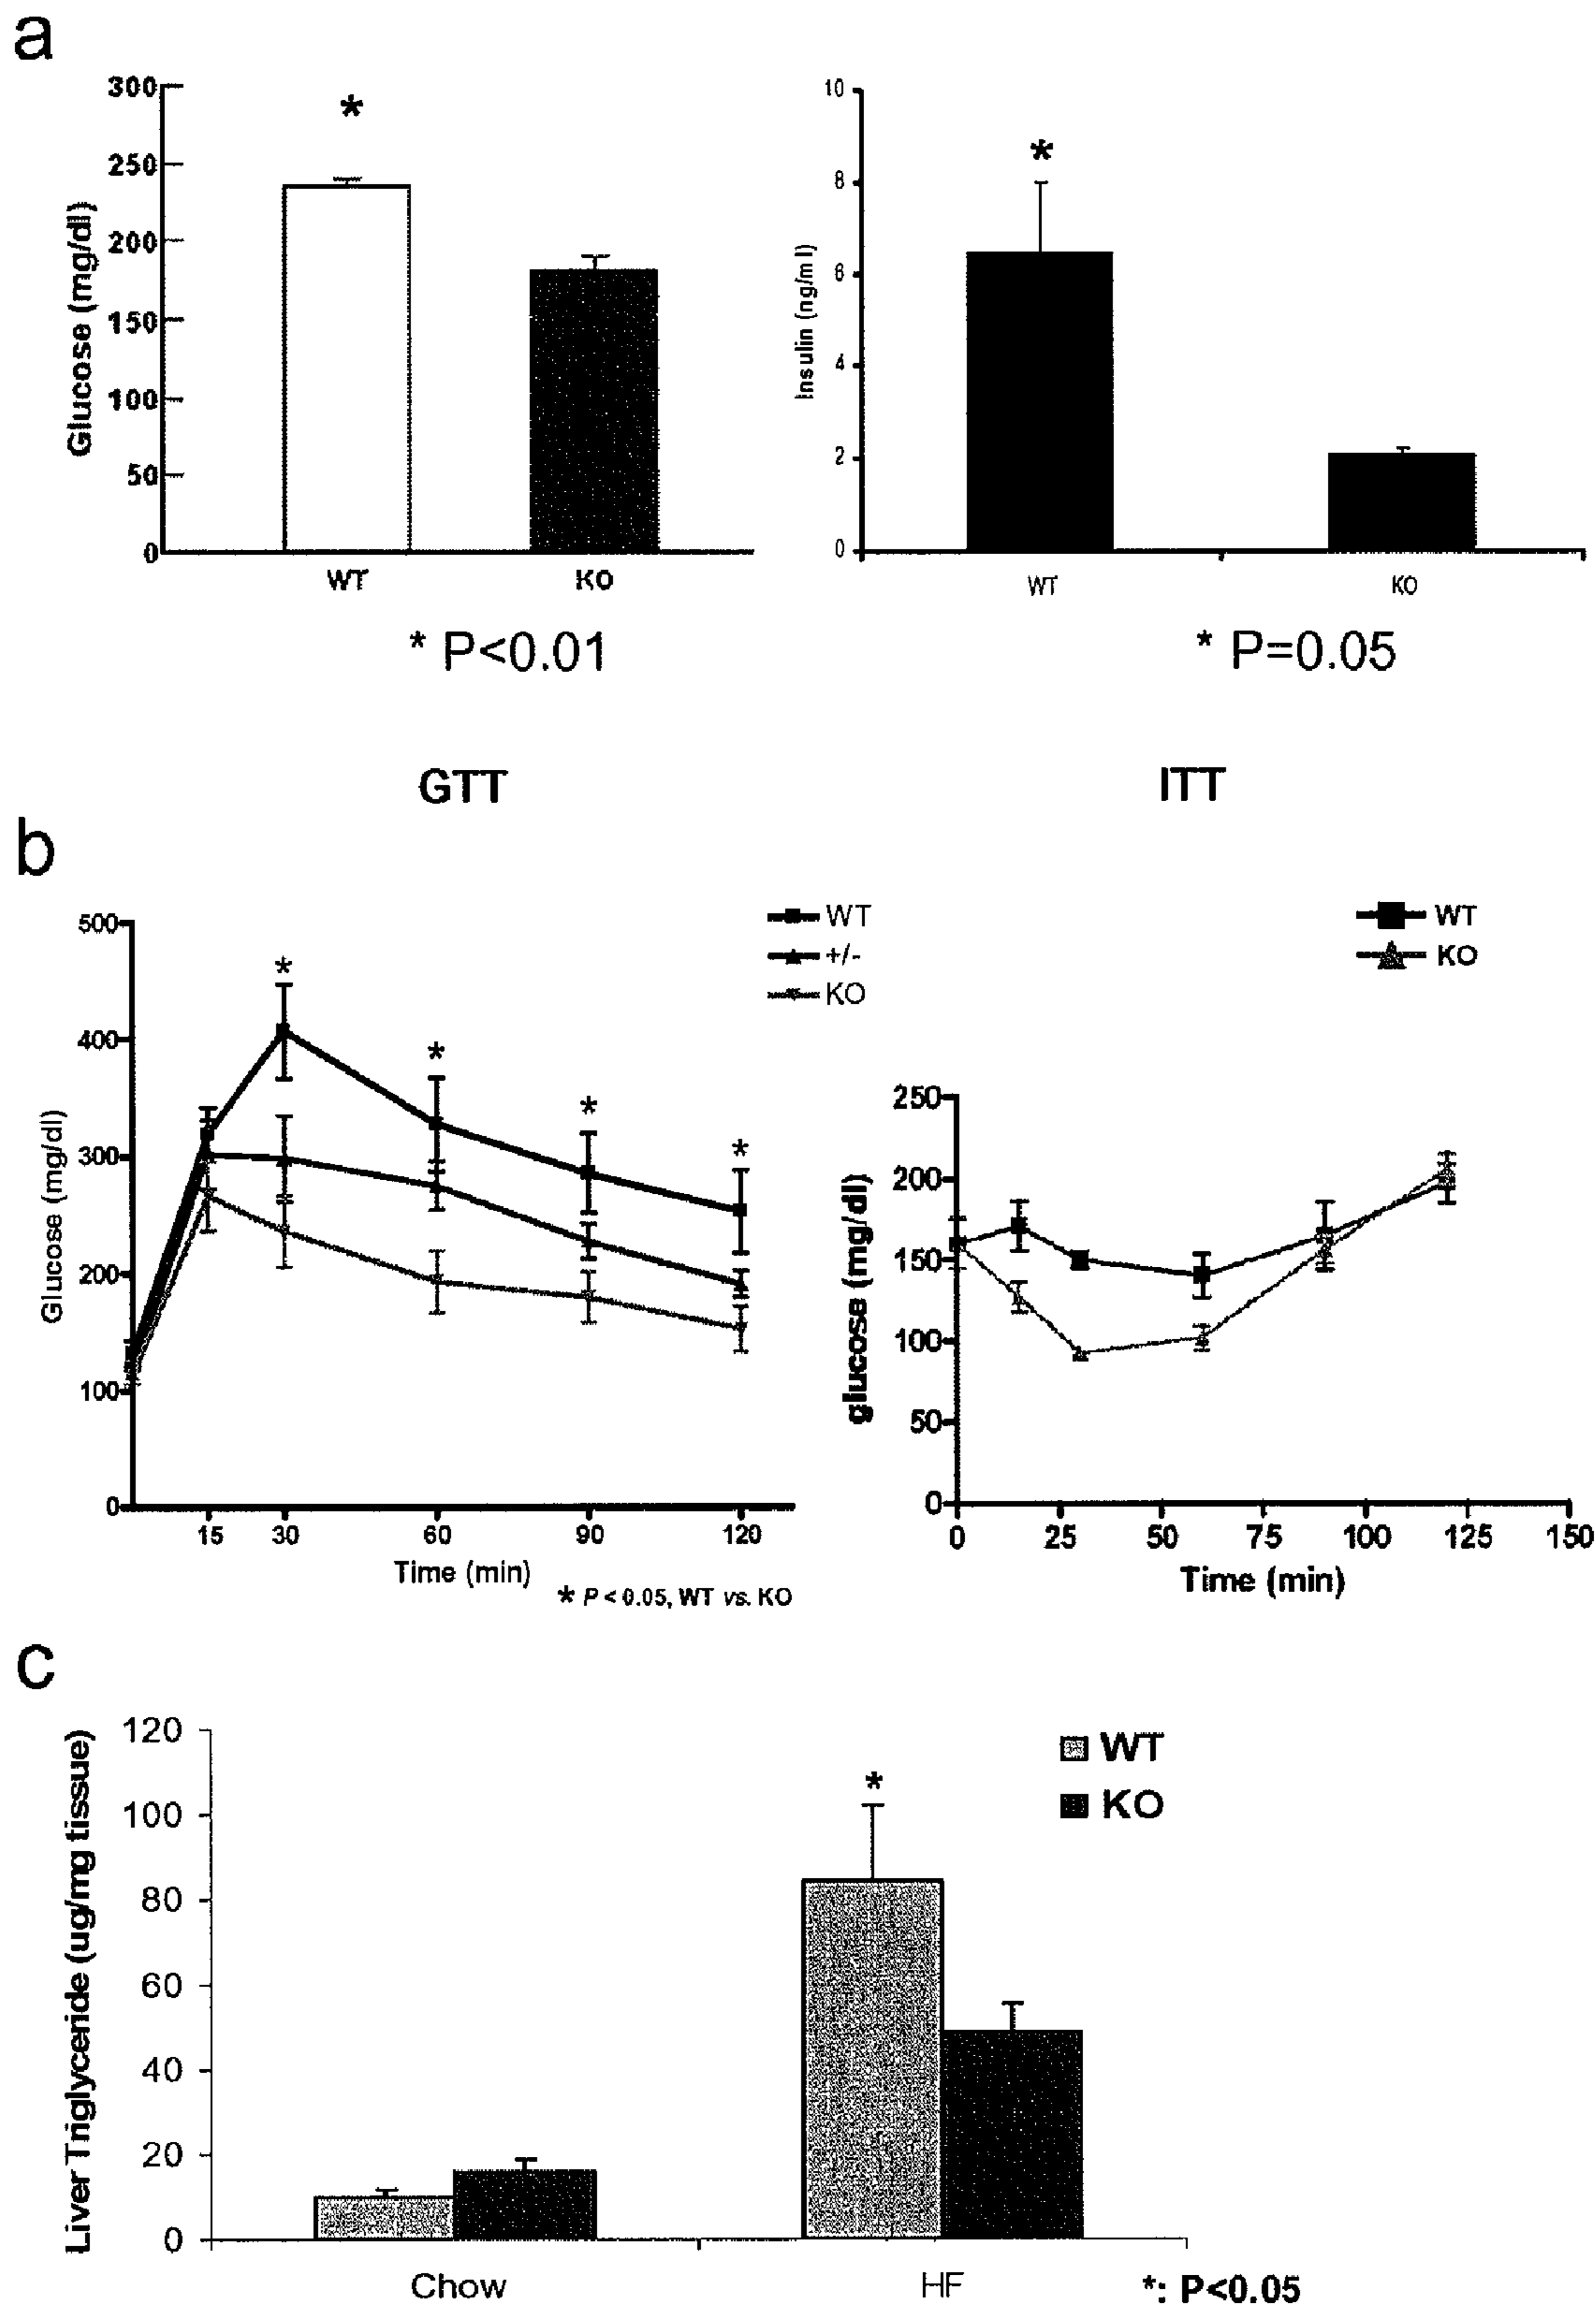 a
300
250
200
150
100
50
0
Glucose (mg/dl)
*
WT
KO
* P<0.01
10
8
6
4
2
0
Insulin (ng/ml)
*
WT
KO
* P=0.05
b
GTT
500
400
300
200
100
0
Glucose (mg/dl)
* * * *
WT
+/-
KO
15 30 60 90 120
Time (min)
* P < 0.05, WT vs. KO
ITT
WT
KO
250
200
150
100
50
0
glucose (mg/dl)
0 25 50 75 100 125 150
Time (min)
c
120
100
80
60
40
20
0
Liver Triglyceride (ug/mg tissue)
*
WT
KO
Chow HF
*: P<0.05